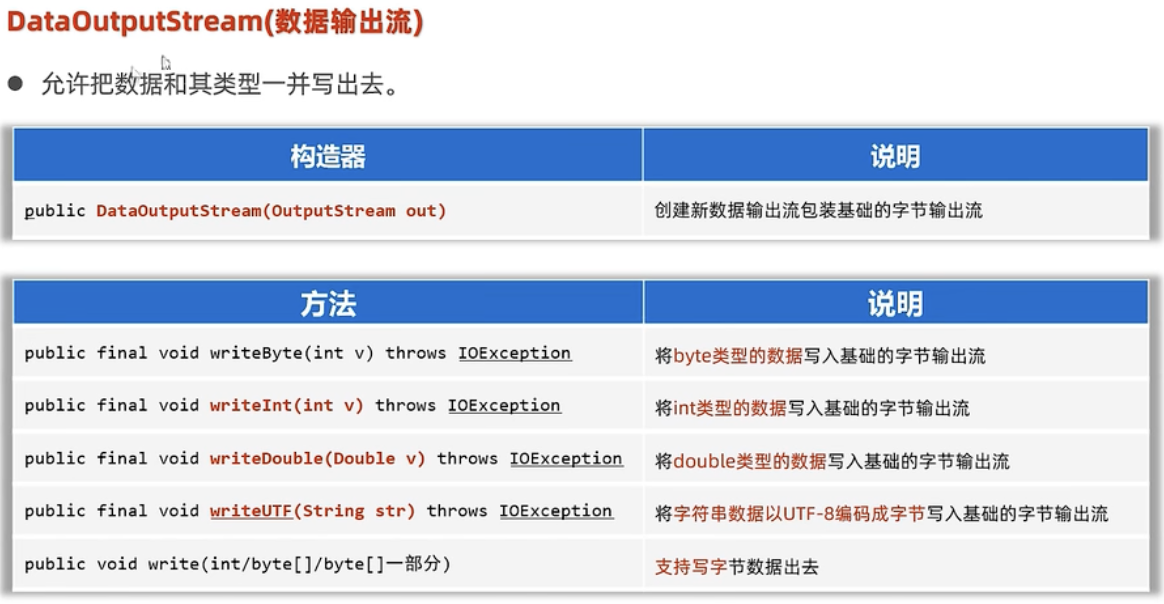 DataOutputStream(数据输出流)
● 允许把数据和其类型一并写出去。
构造器 说明
public DataOutputStream(OutputStream out) 创建新数据输出流包装基础的字节输出流
方法 说明
public final void writeByte(int v) throws IOException 将byte类型的数据写入基础的字节输出流
public final void writeInt(int v) throws IOException 将int类型的数据写入基础的字节输出流
public final void writeDouble(Double v) throws IOException 将double类型的数据写入基础的字节输出流
public final void writeUTF(String str) throws IOException 将字符串数据以UTF-8编码成字节写入基础的字节输出流
public void write(int/byte[]/byte[]一部分) 支持写字节数据出去